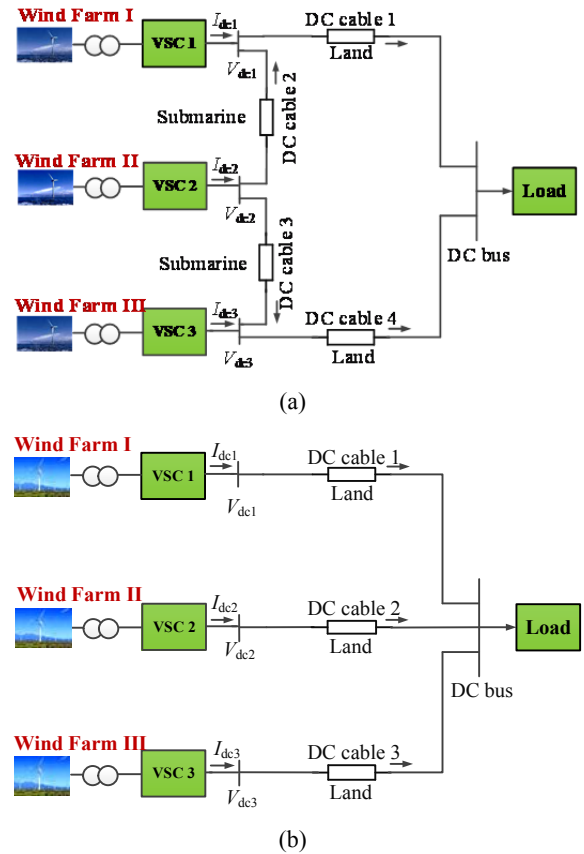 Wind Farm I
VSC 1
Idc1
Vdc1
DC cable 1
Land
Submarine
DC cable 2
Wind Farm II
VSC 2
Idc2
Vdc2
Load
DC bus
Submarine
DC cable 3
Wind Farm III
VSC 3
Idc3
Vdc3
DC cable 4
Land
(a)
Wind Farm I
VSC 1
Idc1
Vdc1
DC cable 1
Land
Wind Farm II
VSC 2
Idc2
Vdc2
DC cable 2
Land
Load
DC bus
Wind Farm III
VSC 3
Idc3
Vdc3
DC cable 3
Land
(b)